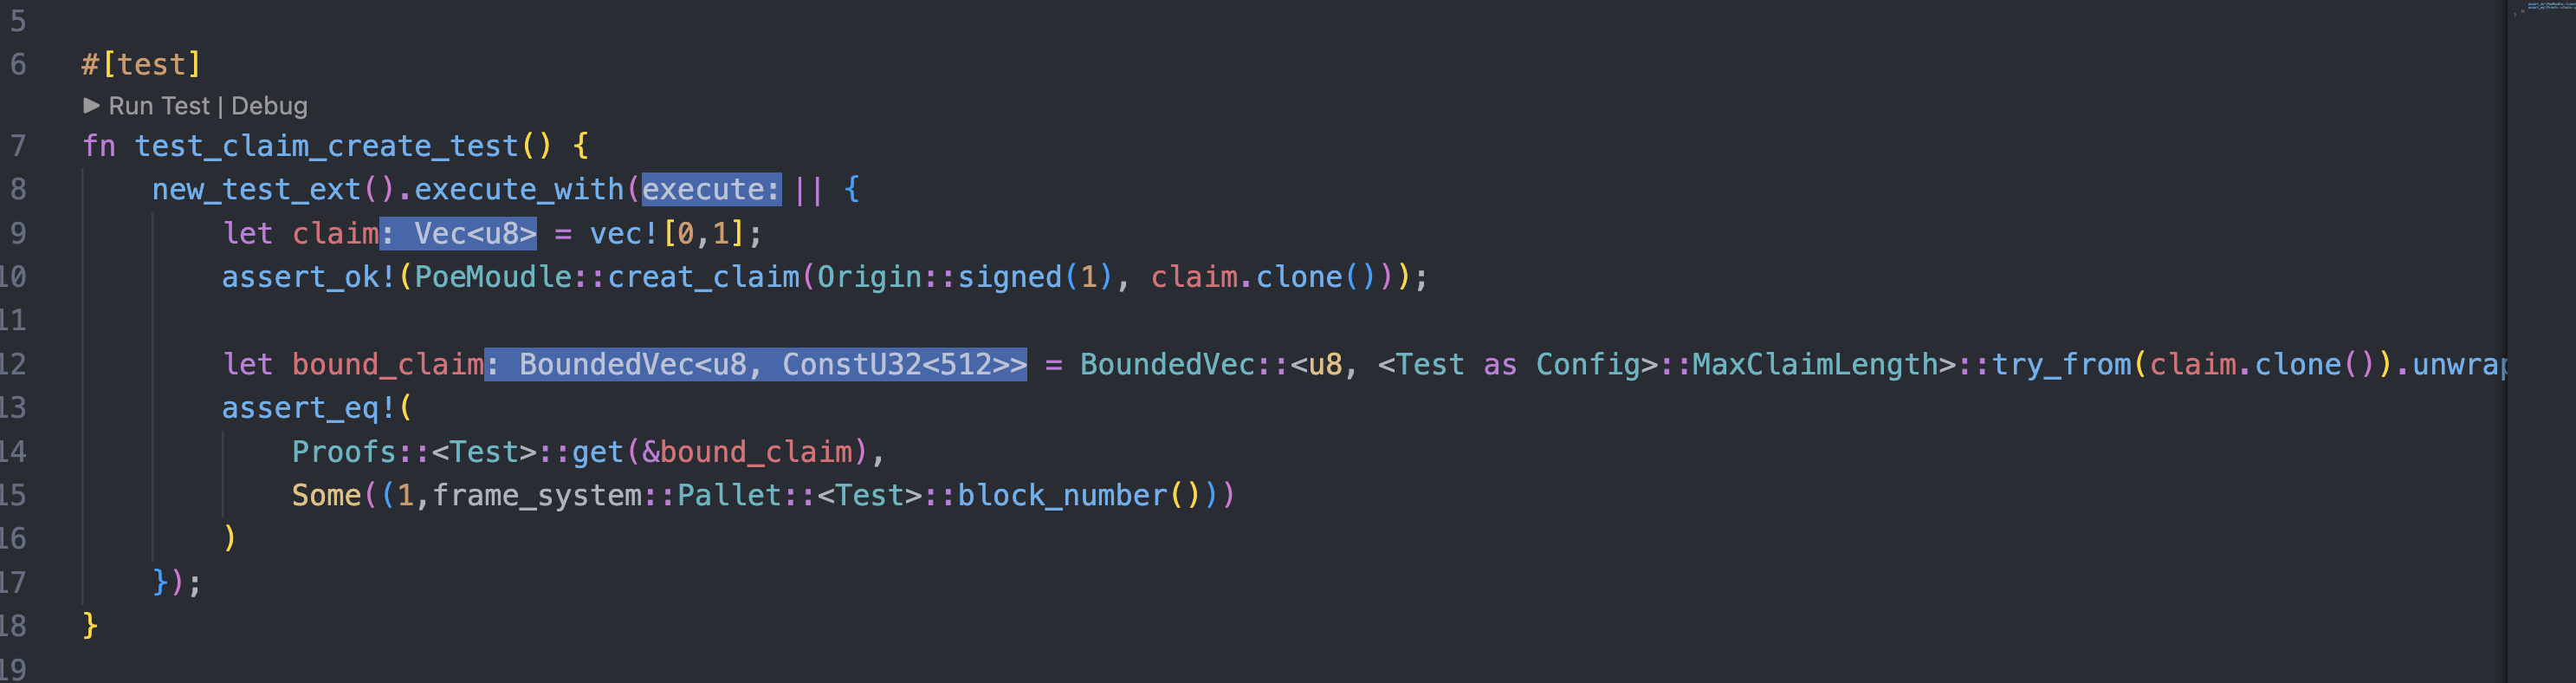 5
6 #[test]
▶ Run Test | Debug
7 fn test_claim_create_test() {
8 new_test_ext().execute_with(execute: || {
9 let claim: Vec<u8> = vec![0,1];
10 assert_ok!(PoeMoudle::creat_claim(Origin::signed(1), claim.clone()));
11
12 let bound_claim: BoundedVec<u8, ConstU32<512>> = BoundedVec::<u8, <Test as Config>::MaxClaimLength>::try_from(claim.clone()).unwrap
13 assert_eq!(
14 Proofs::<Test>::get(&bound_claim),
15 Some((1,frame_system::Pallet::<Test>::block_number()))
16 )
17 });
18 }
19